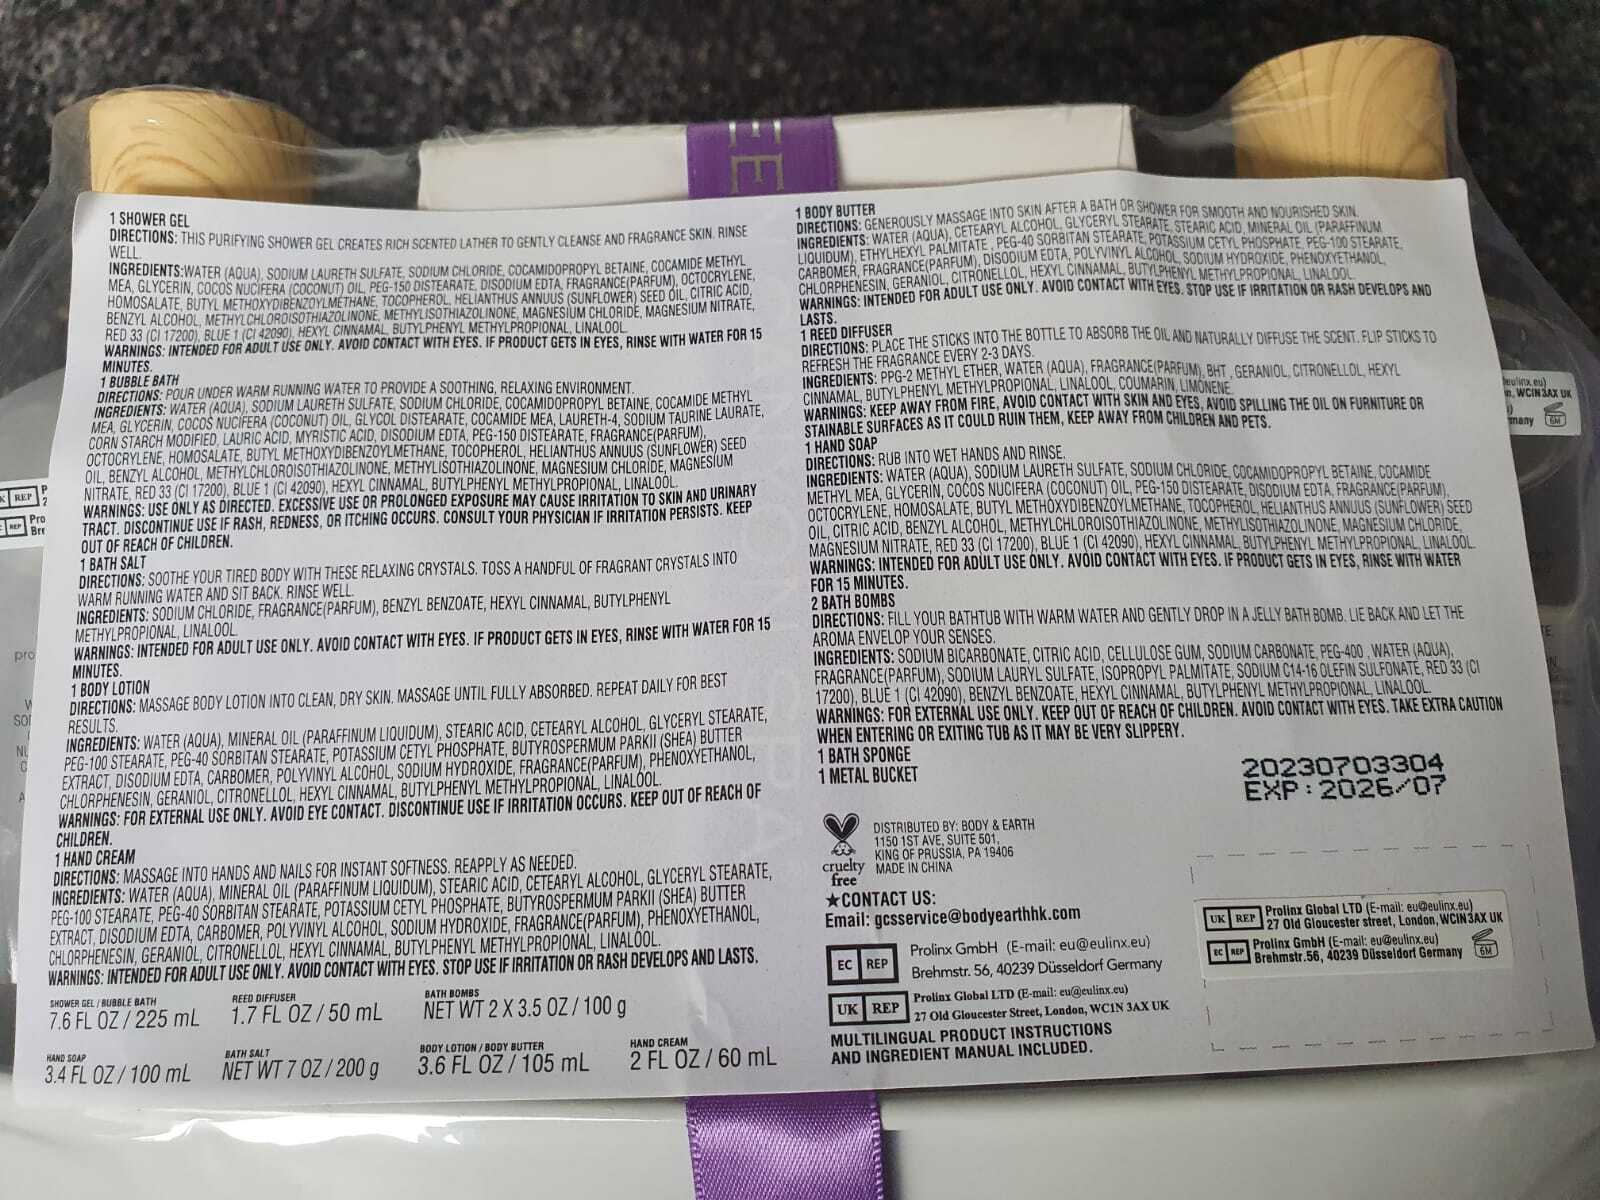 CE
1 SHOWER GEL
DIRECTIONS: THIS PURIFYING SHOWER GEL CREATES RICH SCENTED LATHER TO GENTLY CLEANSE AND FRAGRANCE SKIN. RINSE
WELL.
INGREDIENTS:WATER (AQUA), SODIUM LAURETH SULFATE, SODIUM CHLORIDE, COCAMIDOPROPYL BETAINE, COCAMIDE METHYL
MEA, GLYCERIN, COCOS NUCIFERA (COCONUT) OIL, PEG-150 DISTEARATE, DISODIUM EDTA, FRAGRANCE(PARFUM), OCTOCRYLENE,
HOMOSALATE, BUTYL METHOXYDIBENZOYLMETHANE, TOCOPHEROL, HELIANTHUS ANNUUS (SUNFLOWER) SEED OIL, CITRIC ACID,
BENZYL ALCOHOL, METHYLCHLOROISOTHIAZOLINONE, METHYLISOTHIAZOLINONE, MAGNESIUM CHLORIDE, MAGNESIUM NITRATE,
RED 33 (CI 17200), BLUE 1 (CI 42090), HEXYL CINNAMAL, BUTYLPHENYL METHYLPROPIONAL, LINALOOL.
WARNINGS: INTENDED FOR ADULT USE ONLY. AVOID CONTACT WITH EYES. IF PRODUCT GETS IN EYES, RINSE WITH WATER FOR 15
MINUTES.
1 BUBBLE BATH
DIRECTIONS: POUR UNDER WARM RUNNING WATER TO PROVIDE A SOOTHING, RELAXING ENVIRONMENT.
INGREDIENTS: WATER (AQUA), SODIUM LAURETH SULFATE, SODIUM CHLORIDE, COCAMIDOPROPYL BETAINE, COCAMIDE METHYL
MEA, GLYCERIN, COCOS NUCIFERA (COCONUT) OIL, GLYCOL DISTEARATE, COCAMIDE MEA, LAURETH-4, SODIUM TAURINE LAURATE,
CORN STARCH MODIFIED, LAURIC ACID, MYRISTIC ACID, DISODIUM EDTA, PEG-150 DISTEARATE, FRAGRANCE(PARFUM),
OCTOCRYLENE, HOMOSALATE, BUTYL METHOXYDIBENZOYLMETHANE, TOCOPHEROL, HELIANTHUS ANNUUS (SUNFLOWER) SEED
OIL, BENZYL ALCOHOL, METHYLCHLOROISOTHIAZOLINONE, METHYLISOTHIAZOLINONE, MAGNESIUM CHLORIDE, MAGNESIUM
NITRATE, RED 33 (CI 17200), BLUE 1 (CI 42090), HEXYL CINNAMAL, BUTYLPHENYL METHYLPROPIONAL, LINALOOL.
WARNINGS: USE ONLY AS DIRECTED. EXCESSIVE USE OR PROLONGED EXPOSURE MAY CAUSE IRRITATION TO SKIN AND URINARY
TRACT. DISCONTINUE USE IF RASH, REDNESS, OR ITCHING OCCURS. CONSULT YOUR PHYSICIAN IF IRRITATION PERSISTS. KEEP
OUT OF REACH OF CHILDREN.
1 BATH SALT
DIRECTIONS: SOOTHE YOUR TIRED BODY WITH THESE RELAXING CRYSTALS. TOSS A HANDFUL OF FRAGRANT CRYSTALS INTO
WARM RUNNING WATER AND SIT BACK. RINSE WELL.
INGREDIENTS: SODIUM CHLORIDE, FRAGRANCE(PARFUM), BENZYL BENZOATE, HEXYL CINNAMAL, BUTYLPHENYL
METHYLPROPIONAL, LINALOOL.
WARNINGS: INTENDED FOR ADULT USE ONLY. AVOID CONTACT WITH EYES. IF PRODUCT GETS IN EYES, RINSE WITH WATER FOR 15
MINUTES.
1 BODY LOTION
DIRECTIONS: MASSAGE BODY LOTION INTO CLEAN, DRY SKIN. MASSAGE UNTIL FULLY ABSORBED. REPEAT DAILY FOR BEST
RESULTS.
INGREDIENTS: WATER (AQUA), MINERAL OIL (PARAFFINUM LIQUIDUM), STEARIC ACID, CETEARYL ALCOHOL, GLYCERYL STEARATE,
PEG-100 STEARATE, PEG-40 SORBITAN STEARATE, POTASSIUM CETYL PHOSPHATE, BUTYROSPERMUM PARKII (SHEA) BUTTER
EXTRACT, DISODIUM EDTA, CARBOMER, POLYVINYL ALCOHOL, SODIUM HYDROXIDE, FRAGRANCE(PARFUM), PHENOXYETHANOL,
CHLORPHENESIN, GERANIOL, CITRONELLOL, HEXYL CINNAMAL, BUTYLPHENYL METHYLPROPIONAL, LINALOOL.
WARNINGS: FOR EXTERNAL USE ONLY. AVOID EYE CONTACT. DISCONTINUE USE IF IRRITATION OCCURS. KEEP OUT OF REACH OF
CHILDREN.
1 HAND CREAM
DIRECTIONS: MASSAGE INTO HANDS AND NAILS FOR INSTANT SOFTNESS. REAPPLY AS NEEDED.
INGREDIENTS: WATER (AQUA), MINERAL OIL (PARAFFINUM LIQUIDUM), STEARIC ACID, CETEARYL ALCOHOL, GLYCERYL STEARATE,
PEG-100 STEARATE, PEG-40 SORBITAN STEARATE, POTASSIUM CETYL PHOSPHATE, BUTYROSPERMUM PARKII (SHEA) BUTTER
EXTRACT, DISODIUM EDTA, CARBOMER, POLYVINYL ALCOHOL, SODIUM HYDROXIDE, FRAGRANCE(PARFUM), PHENOXYETHANOL,
CHLORPHENESIN, GERANIOL, CITRONELLOL, HEXYL CINNAMAL, BUTYLPHENYL METHYLPROPIONAL, LINALOOL.
WARNINGS: INTENDED FOR ADULT USE ONLY. AVOID CONTACT WITH EYES. STOP USE IF IRRITATION OR RASH DEVELOPS AND LASTS.
SHOWER GEL / BUBBLE BATH
7.6 FL OZ / 225 mL
REED DIFFUSER
1.7 FL OZ / 50 mL
BATH BOMBS
NET WT 2 X 3.5 OZ / 100 g
HAND SOAP
3.4 FL OZ / 100 mL
BATH SALT
NET WT 7 OZ / 200 g
BODY LOTION / BODY BUTTER
3.6 FL OZ / 105 mL
HAND CREAM
2 FL OZ / 60 mL
1 BODY BUTTER
DIRECTIONS: GENEROUSLY MASSAGE INTO SKIN AFTER A BATH OR SHOWER FOR SMOOTH AND NOURISHED SKIN.
INGREDIENTS: WATER (AQUA), CETEARYL ALCOHOL, GLYCERYL STEARATE, STEARIC ACID, MINERAL OIL (PARAFFINUM
LIQUIDUM), ETHYLHEXYL PALMITATE , PEG-40 SORBITAN STEARATE, POTASSIUM CETYL PHOSPHATE, PEG-100 STEARATE,
CARBOMER, FRAGRANCE(PARFUM), DISODIUM EDTA, POLYVINYL ALCOHOL, SODIUM HYDROXIDE, PHENOXYETHANOL,
CHLORPHENESIN, GERANIOL, CITRONELLOL, HEXYL CINNAMAL, BUTYLPHENYL METHYLPROPIONAL, LINALOOL.
WARNINGS: INTENDED FOR ADULT USE ONLY. AVOID CONTACT WITH EYES. STOP USE IF IRRITATION OR RASH DEVELOPS AND
LASTS.
1 REED DIFFUSER
DIRECTIONS: PLACE THE STICKS INTO THE BOTTLE TO ABSORB THE OIL AND NATURALLY DIFFUSE THE SCENT. FLIP STICKS TO
REFRESH THE FRAGRANCE EVERY 2-3 DAYS.
INGREDIENTS: PPG-2 METHYL ETHER, WATER (AQUA), FRAGRANCE(PARFUM), BHT , GERANIOL, CITRONELLOL, HEXYL
CINNAMAL, BUTYLPHENYL METHYLPROPIONAL, LINALOOL, COUMARIN, LIMONENE.
WARNINGS: KEEP AWAY FROM FIRE, AVOID CONTACT WITH SKIN AND EYES, AVOID SPILLING THE OIL ON FURNITURE OR
STAINABLE SURFACES AS IT COULD RUIN THEM, KEEP AWAY FROM CHILDREN AND PETS.
1 HAND SOAP
DIRECTIONS: RUB INTO WET HANDS AND RINSE.
INGREDIENTS: WATER (AQUA), SODIUM LAURETH SULFATE, SODIUM CHLORIDE, COCAMIDOPROPYL BETAINE, COCAMIDE
METHYL MEA, GLYCERIN, COCOS NUCIFERA (COCONUT) OIL, PEG-150 DISTEARATE, DISODIUM EDTA, FRAGRANCE(PARFUM),
OCTOCRYLENE, HOMOSALATE, BUTYL METHOXYDIBENZOYLMETHANE, TOCOPHEROL, HELIANTHUS ANNUUS (SUNFLOWER) SEED
OIL, CITRIC ACID, BENZYL ALCOHOL, METHYLCHLOROISOTHIAZOLINONE, METHYLISOTHIAZOLINONE, MAGNESIUM CHLORIDE,
MAGNESIUM NITRATE, RED 33 (CI 17200), BLUE 1 (CI 42090), HEXYL CINNAMAL, BUTYLPHENYL METHYLPROPIONAL, LINALOOL.
WARNINGS: INTENDED FOR ADULT USE ONLY. AVOID CONTACT WITH EYES. IF PRODUCT GETS IN EYES, RINSE WITH WATER
FOR 15 MINUTES.
2 BATH BOMBS
DIRECTIONS: FILL YOUR BATHTUB WITH WARM WATER AND GENTLY DROP IN A JELLY BATH BOMB. LIE BACK AND LET THE
AROMA ENVELOP YOUR SENSES.
INGREDIENTS: SODIUM BICARBONATE, CITRIC ACID, CELLULOSE GUM, SODIUM CARBONATE, PEG-400 , WATER (AQUA),
FRAGRANCE(PARFUM), SODIUM LAURYL SULFATE, ISOPROPYL PALMITATE, SODIUM C14-16 OLEFIN SULFONATE, RED 33 (CI
17200), BLUE 1 (CI 42090), BENZYL BENZOATE, HEXYL CINNAMAL, BUTYLPHENYL METHYLPROPIONAL, LINALOOL.
WARNINGS: FOR EXTERNAL USE ONLY. KEEP OUT OF REACH OF CHILDREN. AVOID CONTACT WITH EYES. TAKE EXTRA CAUTION
WHEN ENTERING OR EXITING TUB AS IT MAY BE VERY SLIPPERY.
1 BATH SPONGE
1 METAL BUCKET
20230703304
EXP : 2026/07
cruelty
free
DISTRIBUTED BY: BODY & EARTH
1150 1ST AVE, SUITE 501,
KING OF PRUSSIA, PA 19406
MADE IN CHINA
★CONTACT US:
Email: gcsservice@bodyearthhk.com
EC REP
Prolinx GmbH (E-mail: eu@eulinx.eu)
Brehmstr. 56, 40239 Düsseldorf Germany
UK REP
Prolinx Global LTD (E-mail: eu@eulinx.eu)
27 Old Gloucester Street, London, WC1N 3AX UK
MULTILINGUAL PRODUCT INSTRUCTIONS
AND INGREDIENT MANUAL INCLUDED.
UK REP
Prolinx Global LTD (E-mail: eu@eulinx.eu)
27 Old Gloucester street, London, WCIN3AX UK
EC REP
Prolinx GmbH (E-mail: eu@eulinx.eu)
Brehmstr.56, 40239 Düsseldorf Germany
6M
eulinx.eu)
WCIN3AX UK
many
6M
REP
REP
Pro
Bre
pro